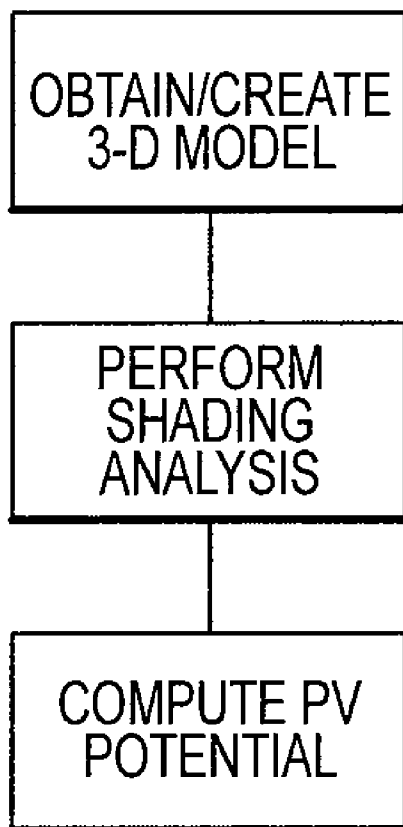 OBTAIN/CREATE
3-D MODEL
PERFORM
SHADING
ANALYSIS
COMPUTE PV
POTENTIAL